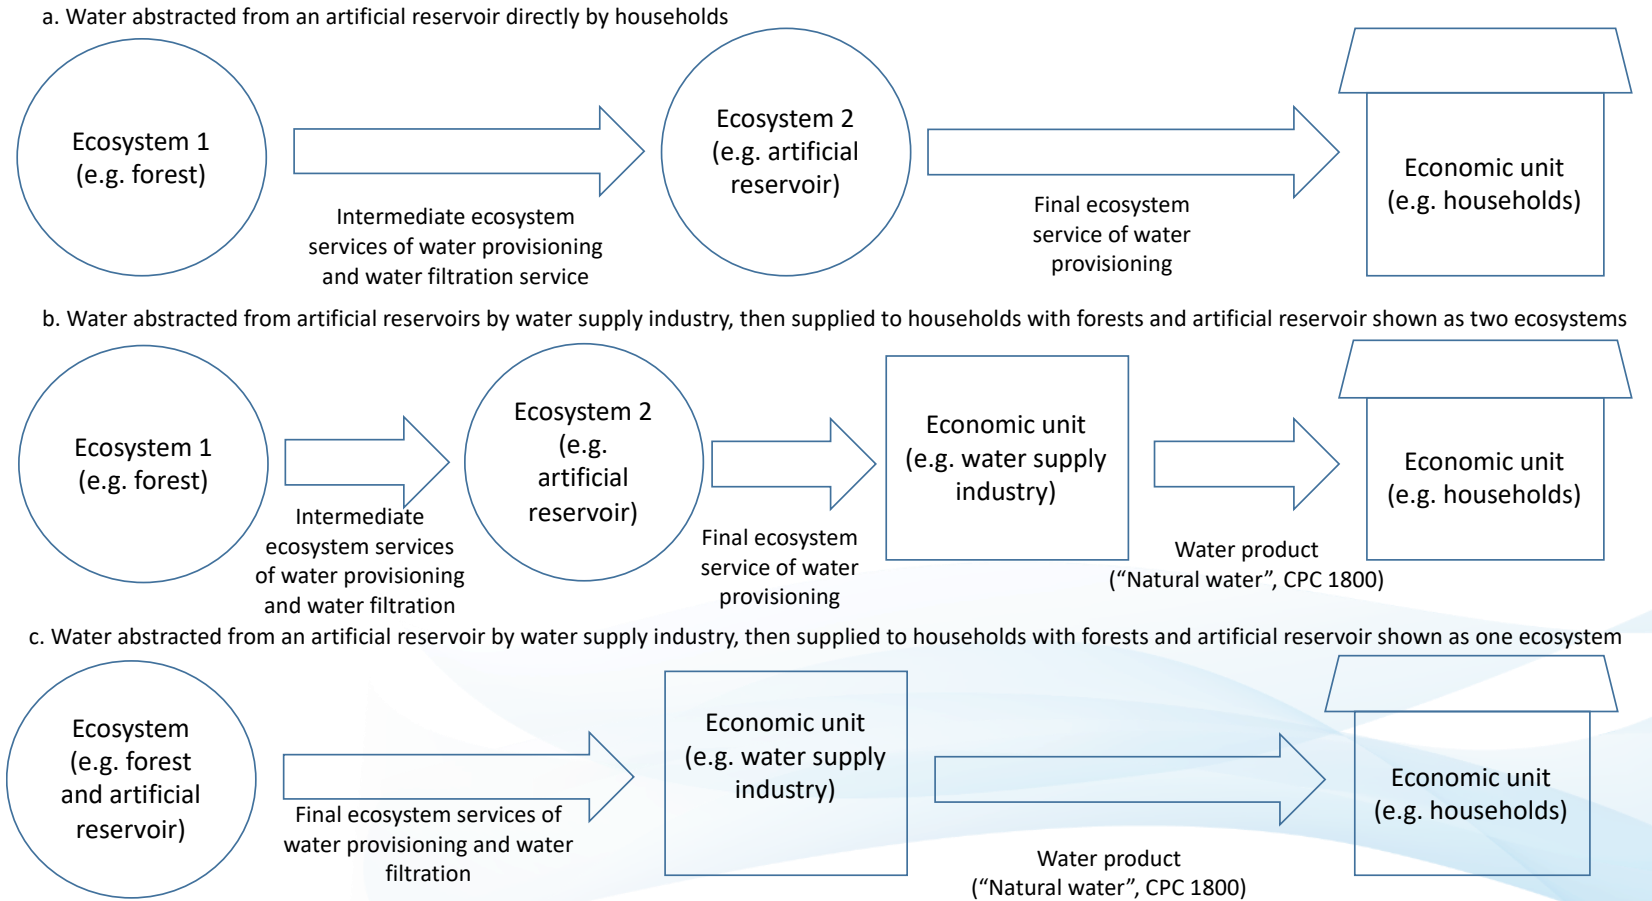 a. Water abstracted from an artificial reservoir directly by households
Ecosystem 1
(e.g. forest)
Intermediate ecosystem
services of water provisioning
and water filtration service
Ecosystem 2
(e.g. artificial
reservoir)
Final ecosystem
service of water
provisioning
Economic unit
(e.g. households)
b. Water abstracted from artificial reservoirs by water supply industry, then supplied to households with forests and artificial reservoir shown as two ecosystems
Ecosystem 1
(e.g. forest)
Intermediate
ecosystem services
of water provisioning
and water filtration
Ecosystem 2
(e.g.
artificial
reservoir)
Final ecosystem
service of water
provisioning
Economic unit
(e.g. water supply
industry)
Water product
(“Natural water”, CPC 1800)
Economic unit
(e.g. households)
c. Water abstracted from an artificial reservoir by water supply industry, then supplied to households with forests and artificial reservoir shown as one ecosystem
Ecosystem
(e.g. forest
and artificial
reservoir)
Final ecosystem services of
water provisioning and water
filtration
Economic unit
(e.g. water supply
industry)
Water product
(“Natural water”, CPC 1800)
Economic unit
(e.g. households)